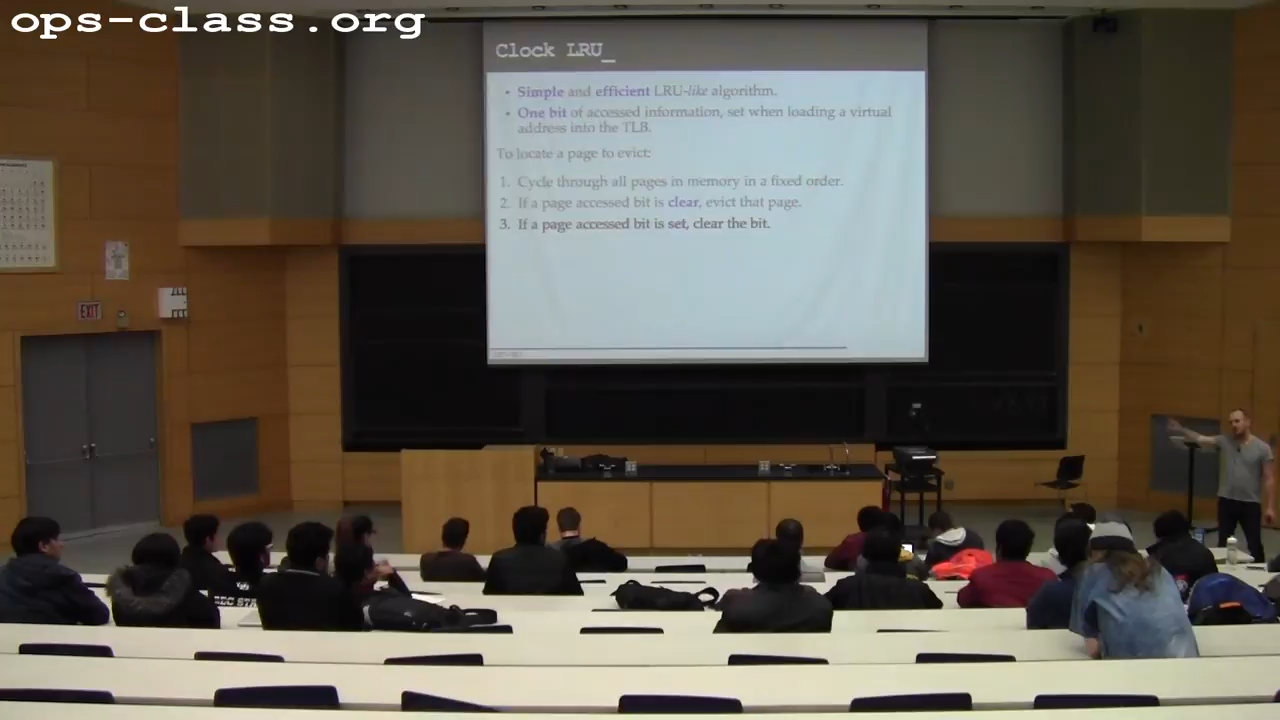 ops-class.org
Clock LRU_
• Simple and efficient LRU-like algorithm.
• One bit of accessed information, set when loading a virtual
address into the TLB.
To locate a page to evict:
1. Cycle through all pages in memory in a fixed order.
2. If a page accessed bit is clear, evict that page.
3. If a page accessed bit is set, clear the bit.
EXIT